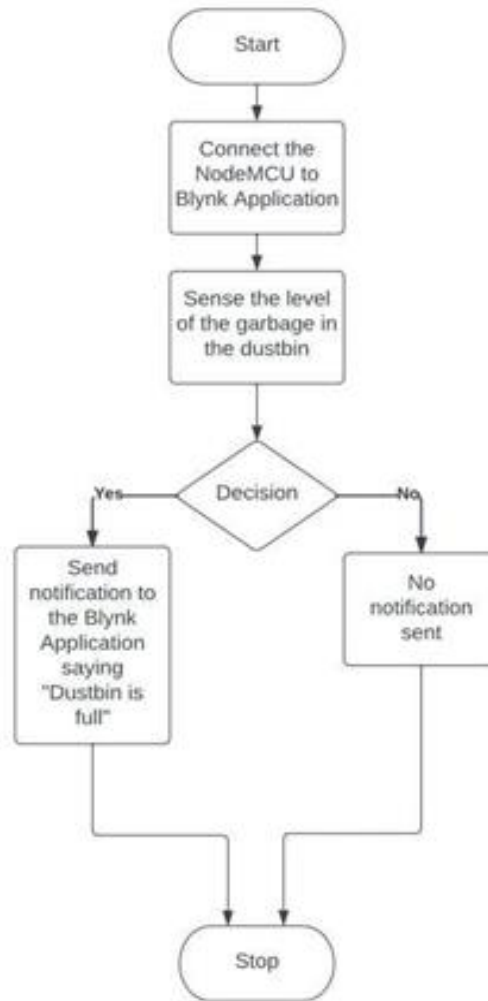 Start
Connect the
NodeMCU to
Blynk Application
Sense the level
of the garbage in
the dustbin
Decision
Yes
No
Send
notification to
the Blynk
Application
saying
"Dustbin is
full"
No
notification
sent
Stop